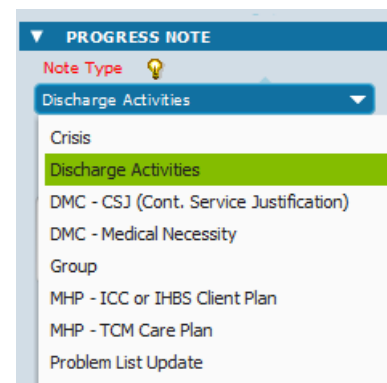 PROGRESS NOTE
Note Type
Discharge Activities
Crisis
Discharge Activities
DMC - CSJ (Cont. Service Justification)
DMC - Medical Necessity
Group
MHP - ICC or IHBS Client Plan
MHP - TCM Care Plan
Problem List Update